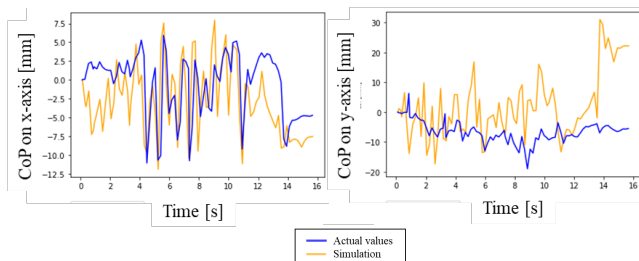 CoP on x-axis [mm]
7.5
5.0
2.5
0.0
−2.5
−5.0
−7.5
−10.0
−12.5
0 2 4 6 8 10 12 14 16
Time [s]
CoP on y-axis [mm]
30
20
10
0
−10
−20
0 2 4 6 8 10 12 14 16
Time [s]
Actual values
Simulation